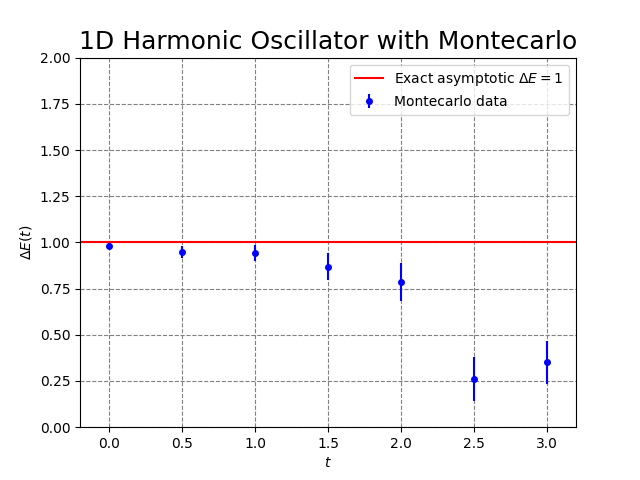 1D Harmonic Oscillator with Montecarlo
2.00
1.75
1.50
1.25
1.00
0.75
0.50
0.25
0.00
ΔE(t)
Exact asymptotic ΔE = 1
Montecarlo data
0.0 0.5 1.0 1.5 2.0 2.5 3.0
t